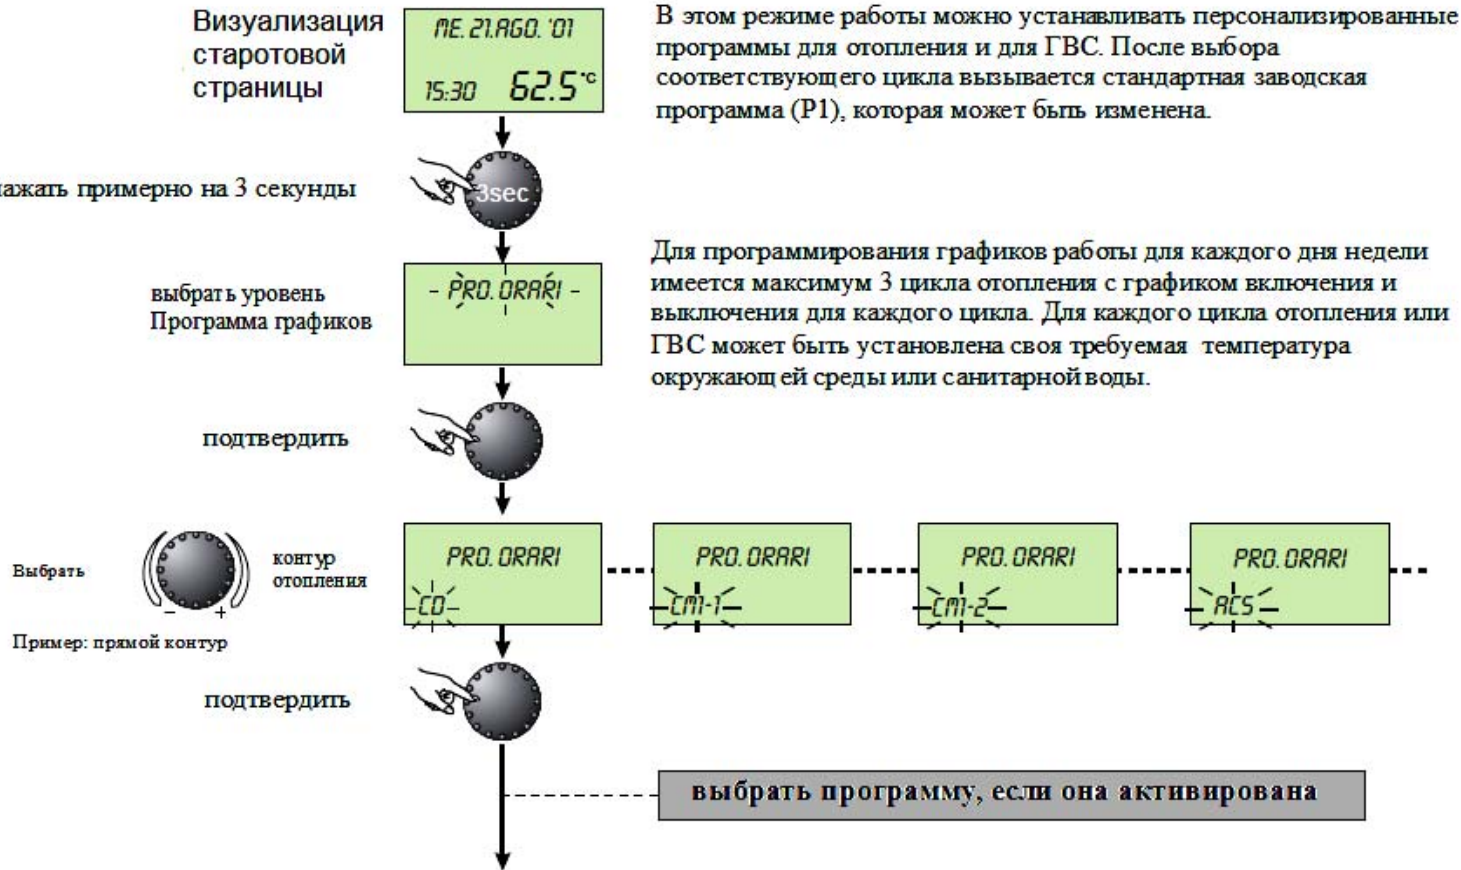 Визуализация
старотовой
страницы
ME. 21.AGO. '01
15:30 62.5°C
В этом режиме работы можно устанавливать персонализированные
программы для отопления и для ГВС. После выбора
соответствующего цикла вызывается стандартная заводская
программа (P1), которая может быть изменена.
нажать примерно на 3 секунды
3sec
выбрать уровень
Программа графиков
- PRO. ORARI -
Для программирования графиков работы для каждого дня недели
имеется максимум 3 цикла отопления с графиком включения и
выключения для каждого цикла. Для каждого цикла отопления или
ГВС может быть установлена своя требуемая температура
окружающей среды или санитарной воды.
подтвердить
Выбрать
- +
контур
отопления
Пример: прямой контур
PRO. ORARI
CD
PRO. ORARI
CM1-1
PRO. ORARI
CM1-2
PRO. ORARI
ACS
подтвердить
выбрать программу, если она активирована